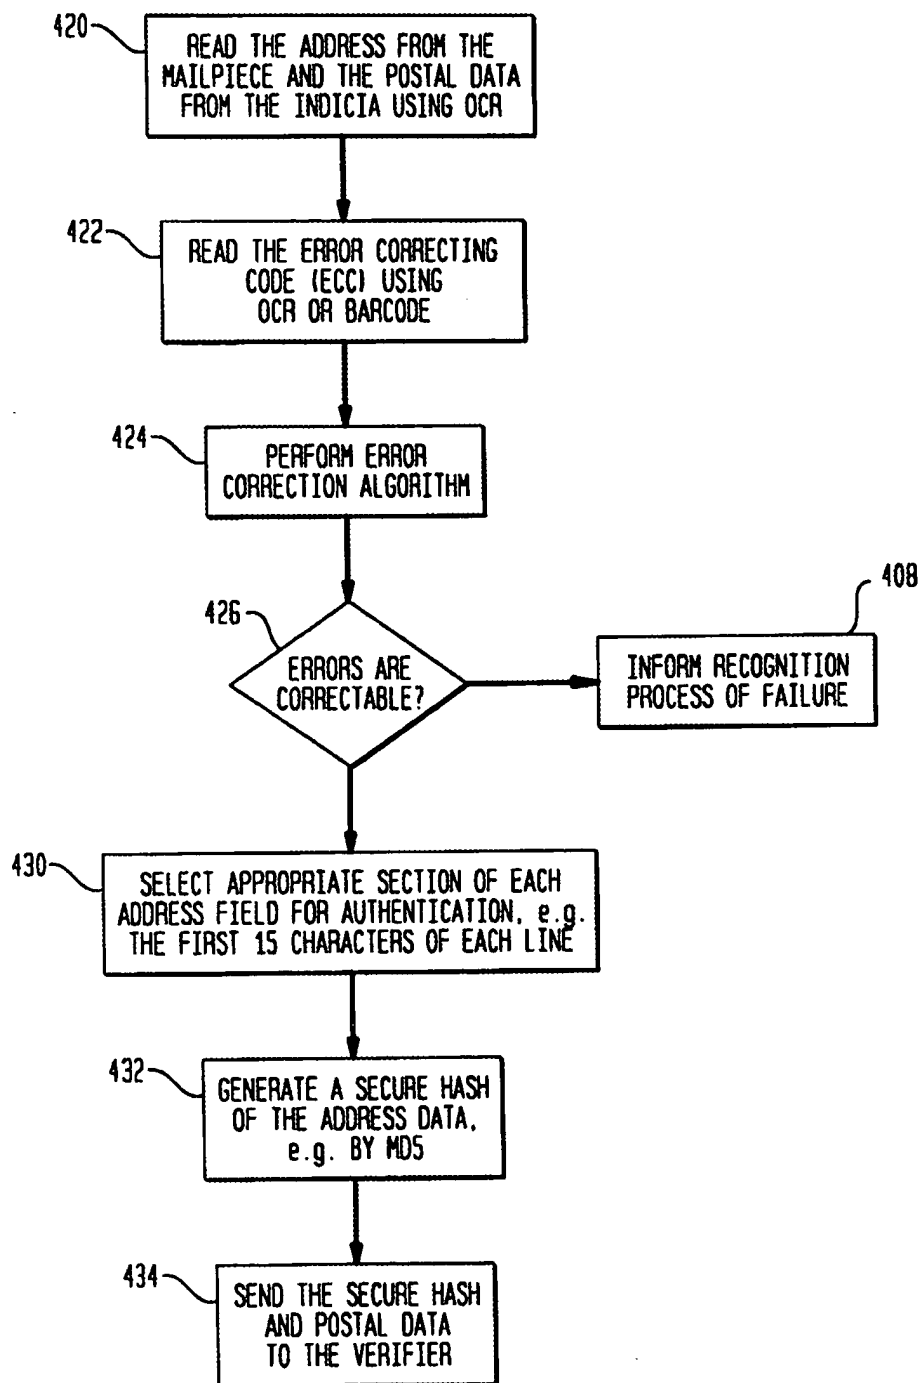 420
READ THE ADDRESS FROM THE
MAILPIECE AND THE POSTAL DATA
FROM THE INDICIA USING OCR
422
READ THE ERROR CORRECTING
CODE (ECC) USING
OCR OR BARCODE
424
PERFORM ERROR
CORRECTION ALGORITHM
426
ERRORS ARE
CORRECTABLE?
408
INFORM RECOGNITION
PROCESS OF FAILURE
430
SELECT APPROPRIATE SECTION OF EACH
ADDRESS FIELD FOR AUTHENTICATION, e.g.
THE FIRST 15 CHARACTERS OF EACH LINE
432
GENERATE A SECURE HASH
OF THE ADDRESS DATA,
e.g. BY MD5
434
SEND THE SECURE HASH
AND POSTAL DATA
TO THE VERIFIER